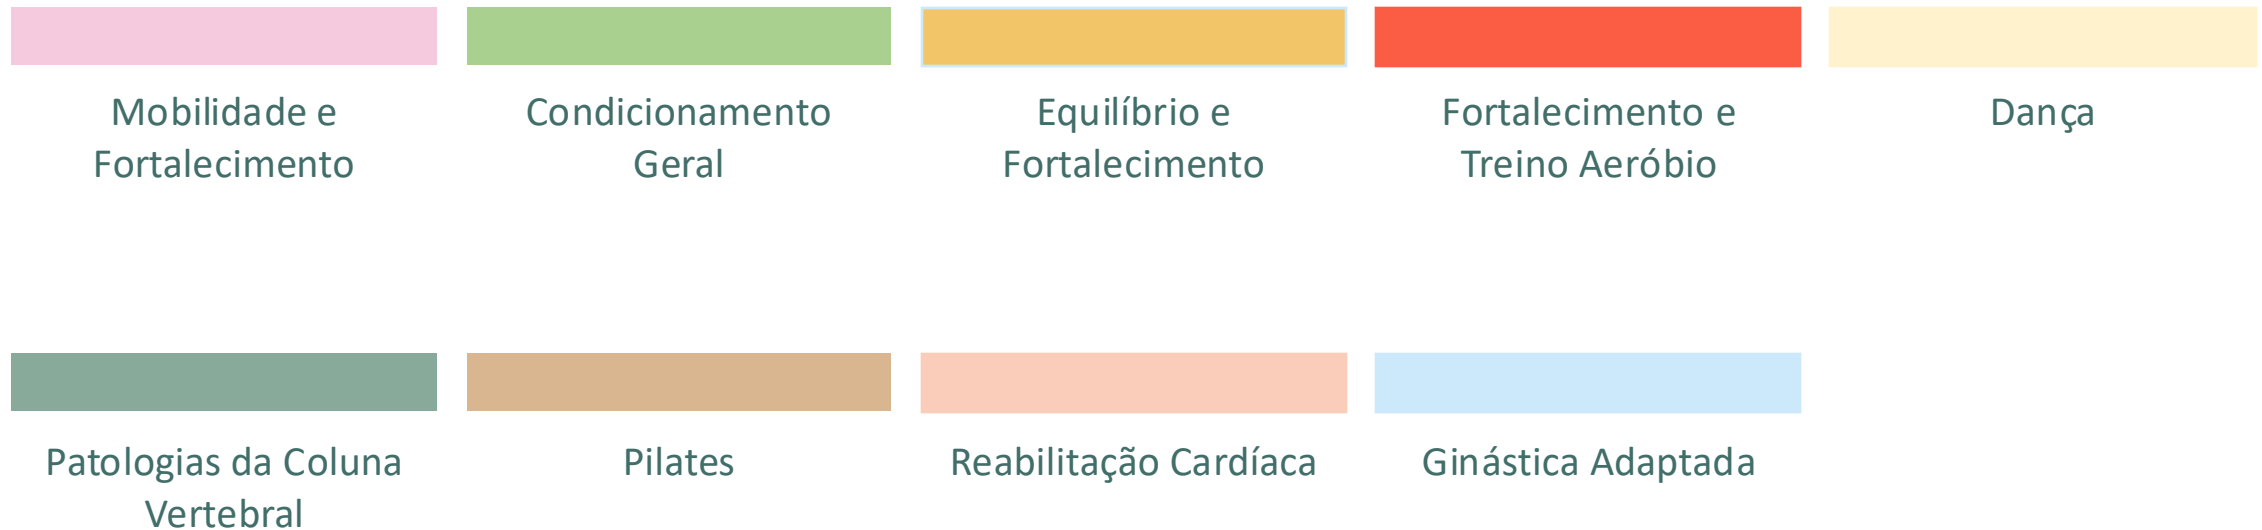 Mobilidade e
Fortalecimento
Condicionamento
Geral
Equilíbrio e
Fortalecimento
Fortalecimento e
Treino Aeróbio
Dança
Patologias da Coluna
Vertebral
Pilates
Reabilitação Cardíaca
Ginástica Adaptada